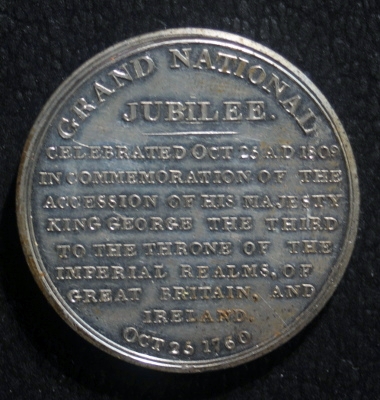 GRAND NATIONAL
JUBILEE.
CELEBRATED OCT 25 AD 1809
IN COMMEMORATION OF THE
ACCESSION OF HIS MAJESTY
KING GEORGE THE THIRD
TO THE THRONE OF THE
IMPERIAL REALMS, OF
GREAT BRITAIN, AND
IRELAND.
OCT 25 1760